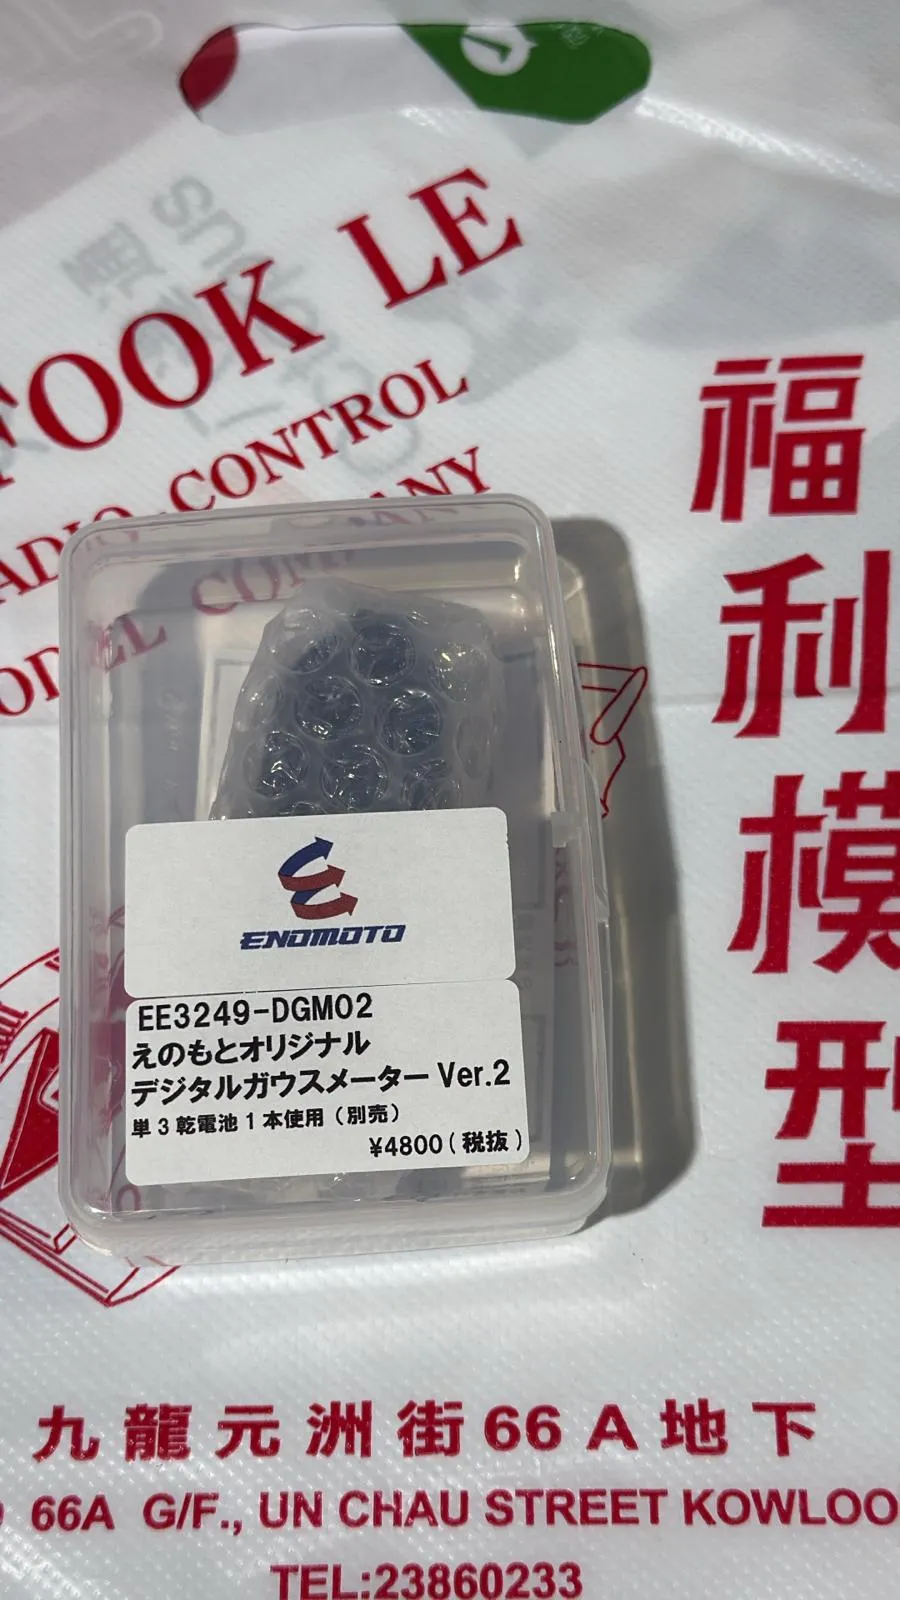 FOOK LE
RADIO CONTROL
MODEL COMPANY
福利模型
ENOMOTO
EE3249-DGM02
えのもとオリジナル
デジタルガウスメーター Ver.2
単3乾電池1本使用(別売)
¥4800(税抜)
九龍元洲街66A地下
66A G/F., UN CHAU STREET KOWLOO
TEL:23860233